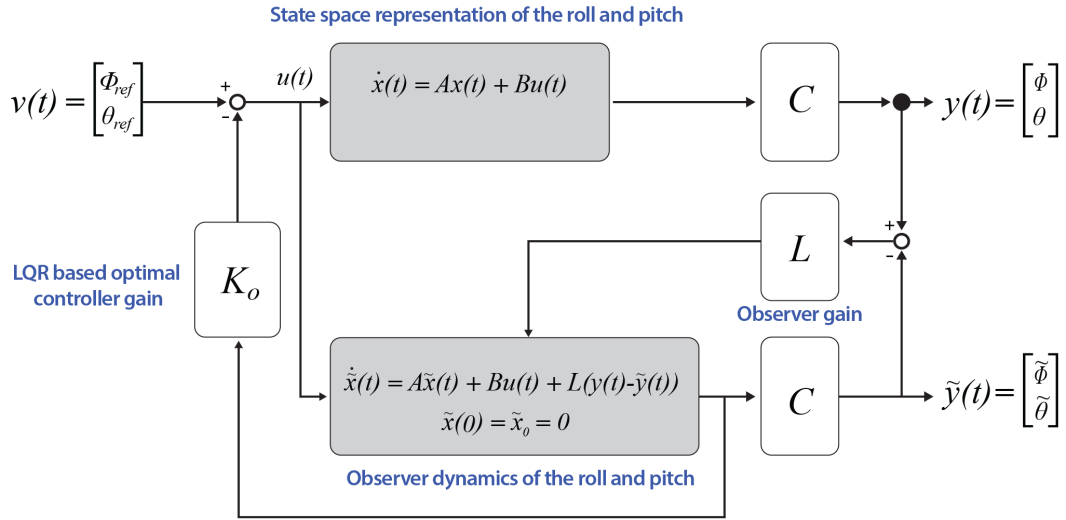 State space representation of the roll and pitch
v(t) = [Φref
θref]
+
-
u(t)
ẋ(t) = Ax(t) + Bu(t)
C
y(t) = [Φ
θ]
LQR based optimal
controller gain
Kₒ
L
+
-
Observer gain
x̃̇(t) = Ax̃(t) + Bu(t) + L(y(t)-ỹ(t))
x̃(0) = x̃₀ = 0
C
ỹ(t) = [Φ̃
θ̃]
Observer dynamics of the roll and pitch